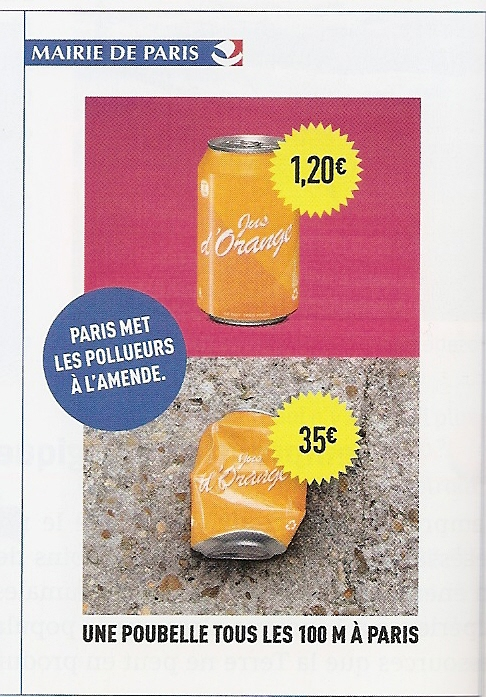 MAIRIE DE PARIS
1,20€
Jus
d'Orange
PARIS MET
LES POLLUEURS
À L'AMENDE.
35€
Jus
d'Orange
UNE POUBELLE TOUS LES 100 M À PARIS